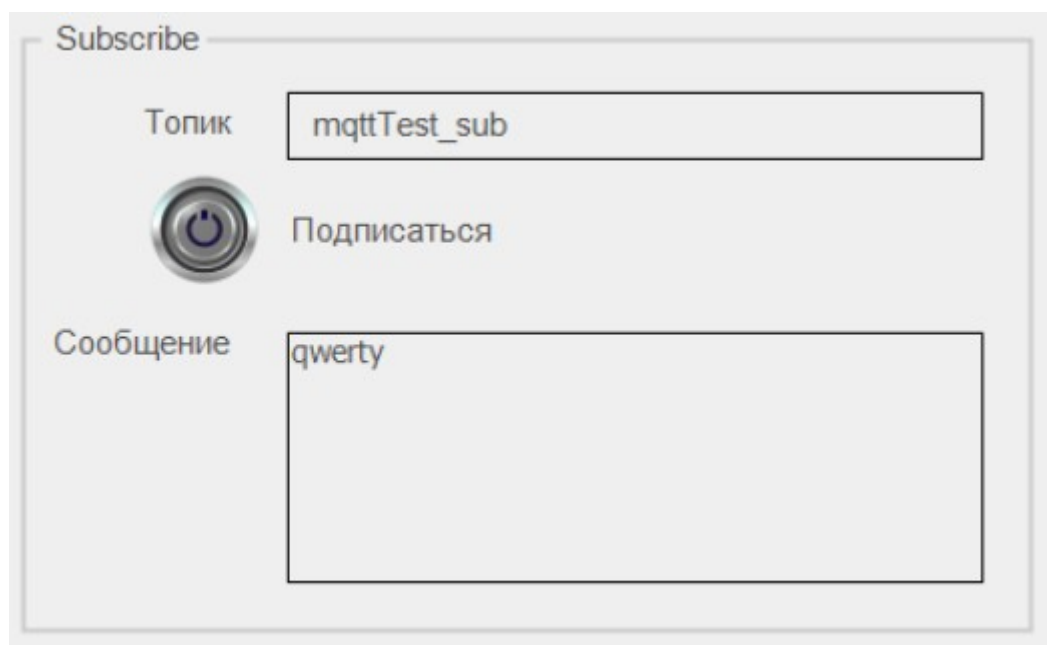 Subscribe
Топик mqttTest_sub
Подписаться
Сообщение qwerty